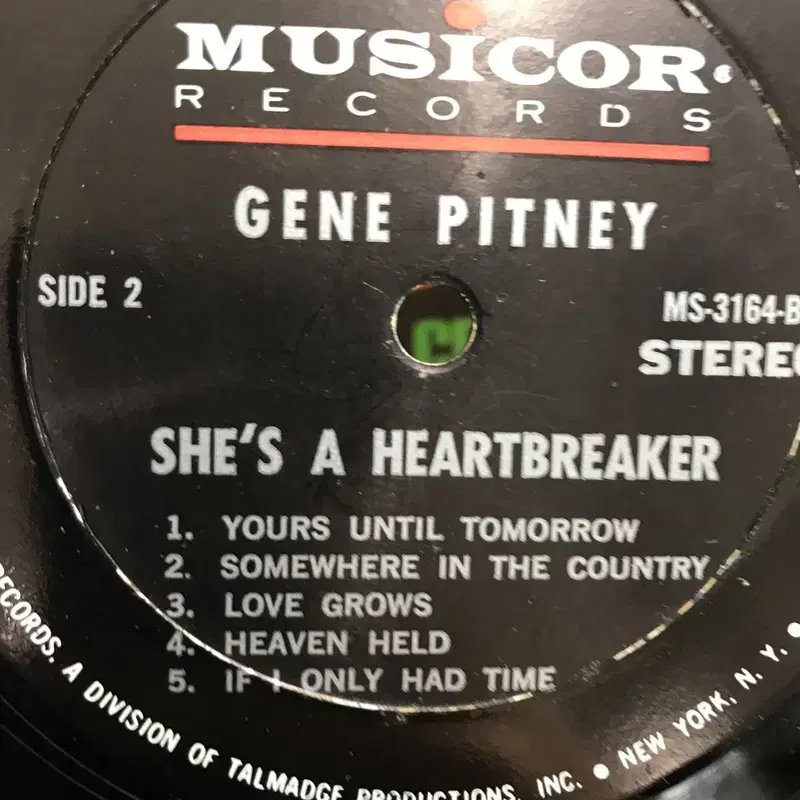 MUSICOR
RECORDS
GENE PITNEY
SIDE 2
MS-3164-B
STEREO
SHE'S A HEARTBREAKER
1. YOURS UNTIL TOMORROW
2. SOMEWHERE IN THE COUNTRY
3. LOVE GROWS
4. HEAVEN HELD
5. IF I ONLY HAD TIME
RECORDS, A DIVISION OF TALMADGE PRODUCTIONS, INC. ● NEW YORK, N. Y. ●